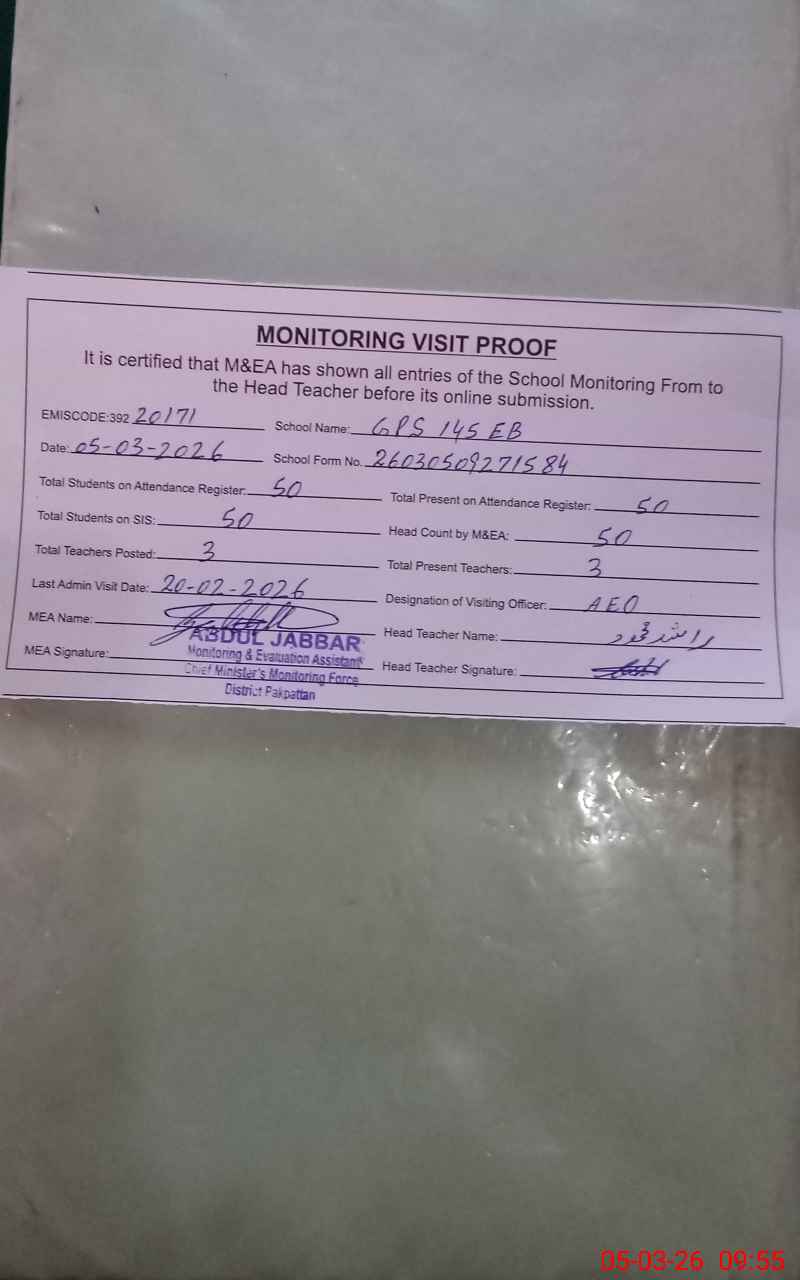 MONITORING VISIT PROOF
It is certified that M&EA has shown all entries of the School Monitoring From to
the Head Teacher before its online submission.
EMISCODE:392 20171 School Name: GPS 145 EB
Date: 05-03-2026 School Form No. 26030509271584
Total Students on Attendance Register: 50 Total Present on Attendance Register: 50
Total Students on SIS: 50 Head Count by M&EA: 50
Total Teachers Posted: 3 Total Present Teachers: 3
Last Admin Visit Date: 20-02-2026 Designation of Visiting Officer: AEO
MEA Name: Head Teacher Name: راشد محمود
ABDUL JABBAR
MEA Signature: Head Teacher Signature:
Monitoring & Evaluation Assistant
Chief Minister's Monitoring Force
District Pakpattan
05-03-26 09:55